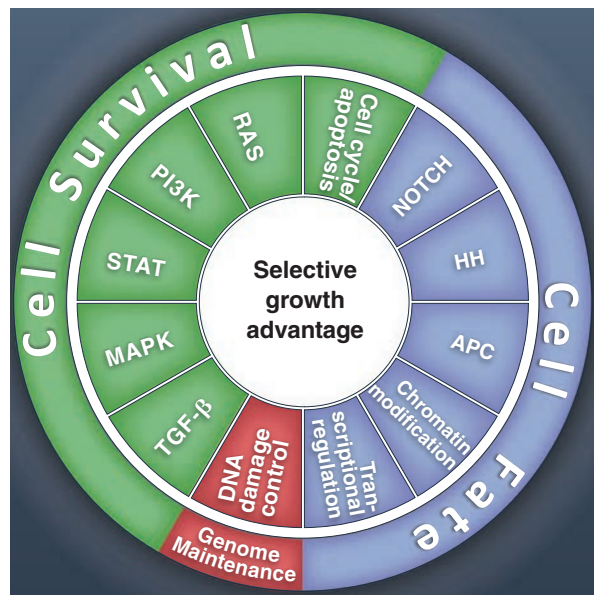 Cell Survival
Cell cycle/
apoptosis
RAS
PI3K
STAT
MAPK
TGF-β
DNA
damage
control
Tran-
scriptional
regulation
Chromatin
modification
APC
HH
NOTCH
Selective
growth
advantage
Cell Fate
Genome
Maintenance